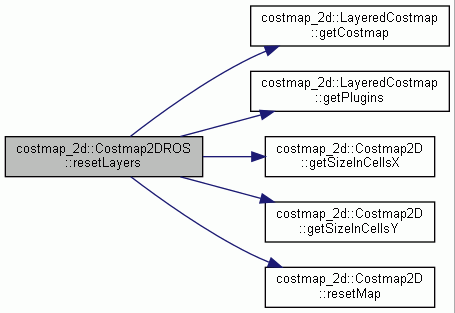 costmap_2d::LayeredCostmap
::getCostmap
costmap_2d::LayeredCostmap
::getPlugins
costmap_2d::Costmap2DROS
::resetLayers
costmap_2d::Costmap2D
::getSizeInCellsX
costmap_2d::Costmap2D
::getSizeInCellsY
costmap_2d::Costmap2D
::resetMap